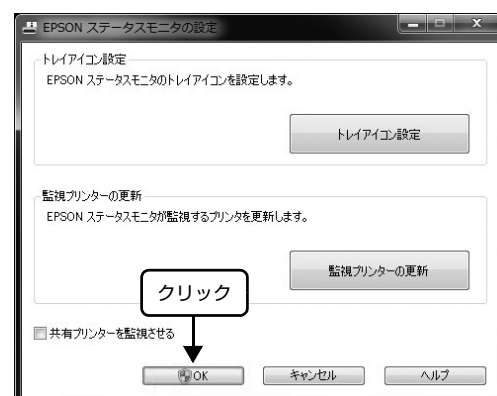 EPSON ステータスモニタの設定
トレイアイコン設定
EPSON ステータスモニタのトレイアイコンを設定します。
トレイアイコン設定
監視プリンターの更新
EPSON ステータスモニタが監視するプリンタを更新します。
監視プリンターの更新
クリック
共有プリンターを監視させる
OK
キャンセル
ヘルプ